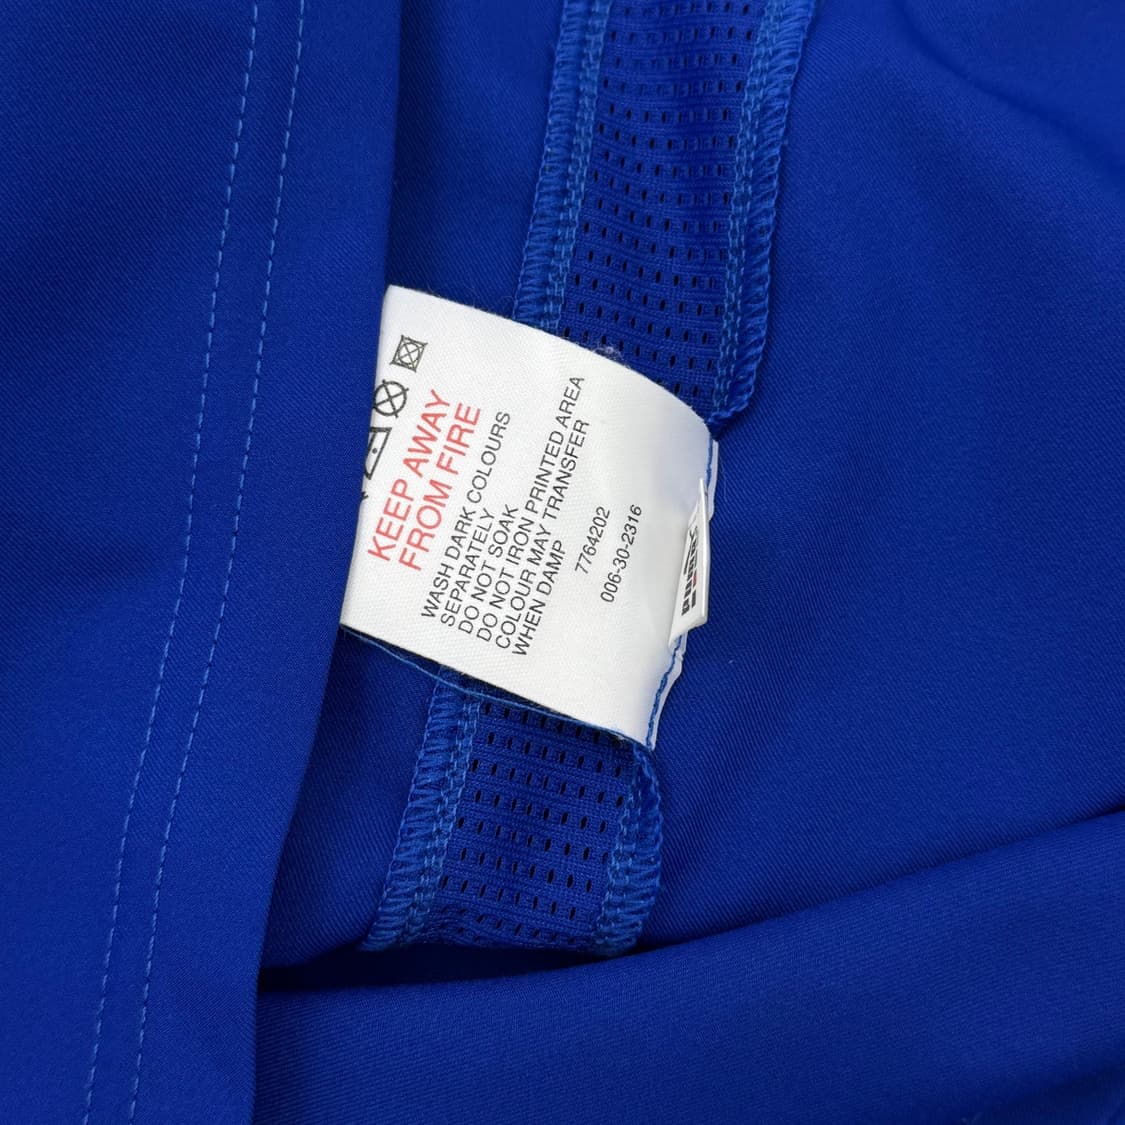 KEEP AWAY
FROM FIRE
WASH DARK COLOURS
SEPARATELY
DO NOT SOAK
DO NOT IRON PRINTED AREA
COLOUR MAY TRANSFER
WHEN DAMP
7764202
006-30-2316